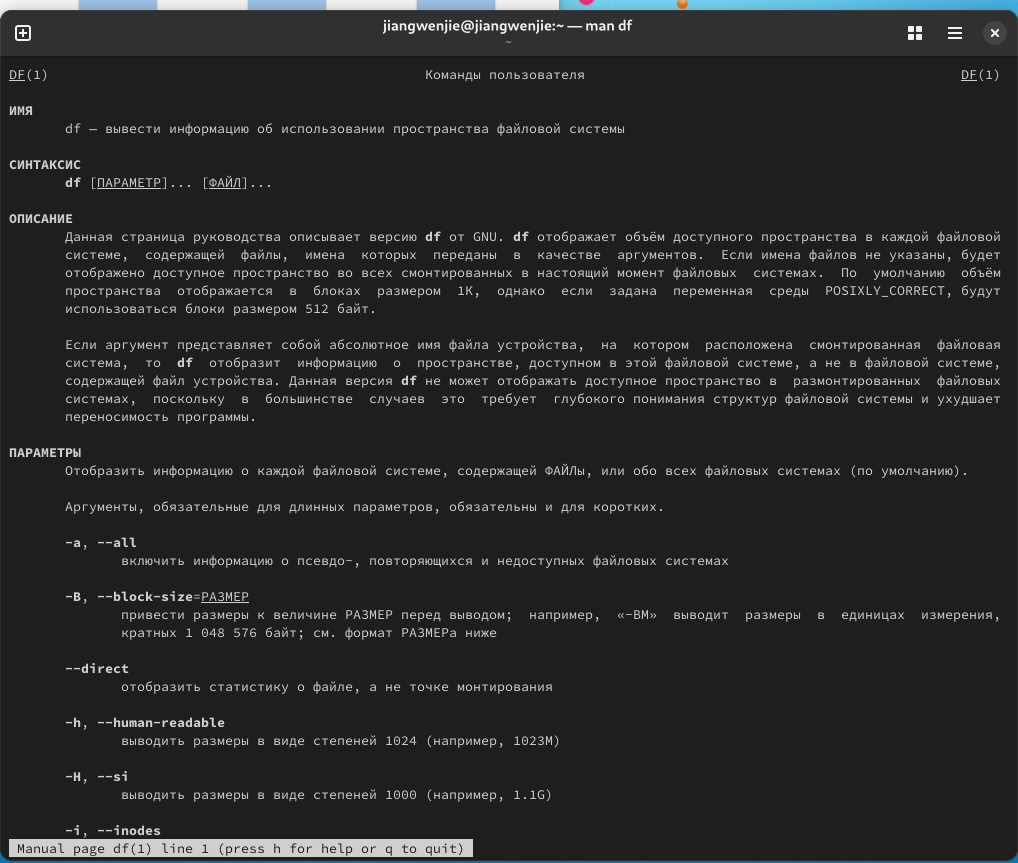 jiangwenjie@jiangwenjie:~ — man df
~
DF(1) Команды пользователя DF(1)
ИМЯ
df — вывести информацию об использовании пространства файловой системы
СИНТАКСИС
df [ПАРАМЕТР]... [ФАЙЛ]...
ОПИСАНИЕ
Данная страница руководства описывает версию df от GNU. df отображает объём доступного пространства в каждой файловой
системе, содержащей файлы, имена которых переданы в качестве аргументов. Если имена файлов не указаны, будет
отображено доступное пространство во всех смонтированных в настоящий момент файловых системах. По умолчанию объём
пространства отображается в блоках размером 1K, однако если задана переменная среды POSIXLY_CORRECT, будут
использоваться блоки размером 512 байт.
Если аргумент представляет собой абсолютное имя файла устройства, на котором расположена смонтированная файловая
система, то df отобразит информацию о пространстве, доступном в этой файловой системе, а не в файловой системе,
содержащей файл устройства. Данная версия df не может отображать доступное пространство в размонтированных файловых
системах, поскольку в большинстве случаев это требует глубокого понимания структур файловой системы и ухудшает
переносимость программы.
ПАРАМЕТРЫ
Отобразить информацию о каждой файловой системе, содержащей ФАЙЛы, или обо всех файловых системах (по умолчанию).
Аргументы, обязательные для длинных параметров, обязательны и для коротких.
-a, --all
включить информацию о псевдо-, повторяющихся и недоступных файловых системах
-B, --block-size=РАЗМЕР
привести размеры к величине РАЗМЕР перед выводом; например, «-BM» выводит размеры в единицах измерения,
кратных 1 048 576 байт; см. формат РАЗМЕРа ниже
--direct
отобразить статистику о файле, а не точке монтирования
-h, --human-readable
выводить размеры в виде степеней 1024 (например, 1023M)
-H, --si
выводить размеры в виде степеней 1000 (например, 1.1G)
-i, --inodes
Manual page df(1) line 1 (press h for help or q to quit)